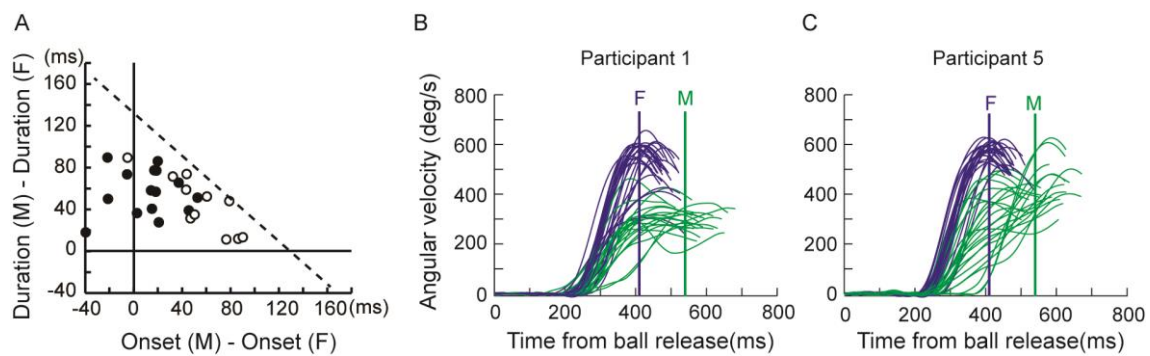 A
(ms)
160
120
80
40
0
-40
-40 0 40 80 120 160 (ms)
Duration (M) - Duration (F)
Onset (M) - Onset (F)
B
Participant 1
F M
800
600
400
200
0
0 200 400 600 800
Angular velocity (deg/s)
Time from ball release(ms)
C
Participant 5
F M
800
600
400
200
0
0 200 400 600 800
Time from ball release(ms)